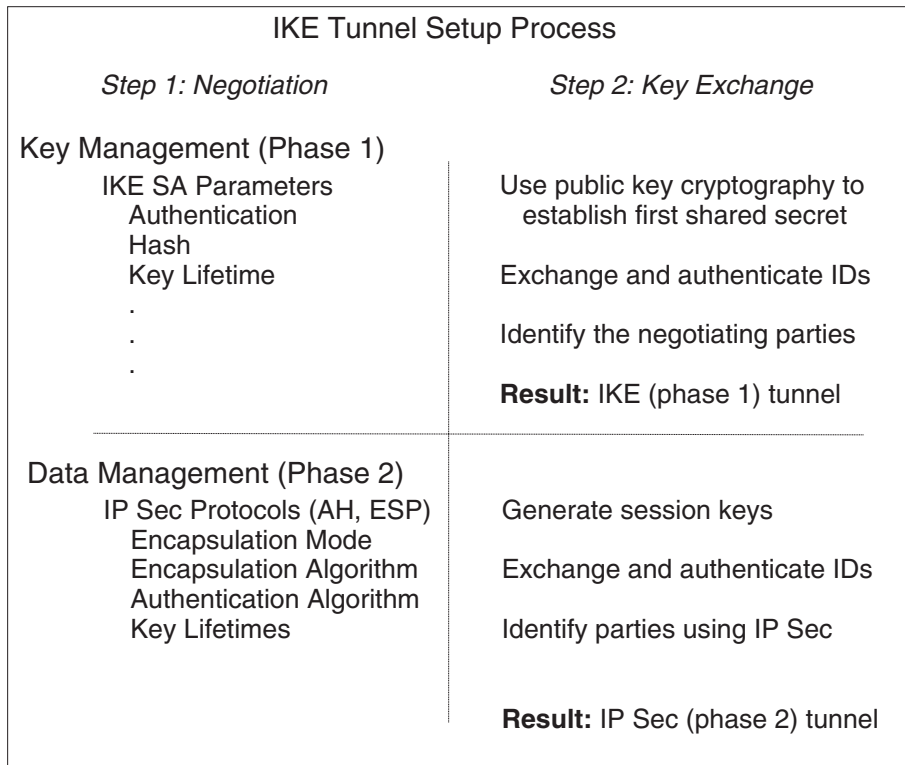 IKE Tunnel Setup Process
Step 1: Negotiation
Step 2: Key Exchange
Key Management (Phase 1)
IKE SA Parameters
Authentication
Hash
Key Lifetime
.
.
.
Use public key cryptography to
establish first shared secret
Exchange and authenticate IDs
Identify the negotiating parties
Result: IKE (phase 1) tunnel
Data Management (Phase 2)
IP Sec Protocols (AH, ESP)
Encapsulation Mode
Encapsulation Algorithm
Authentication Algorithm
Key Lifetimes
Generate session keys
Exchange and authenticate IDs
Identify parties using IP Sec
Result: IP Sec (phase 2) tunnel